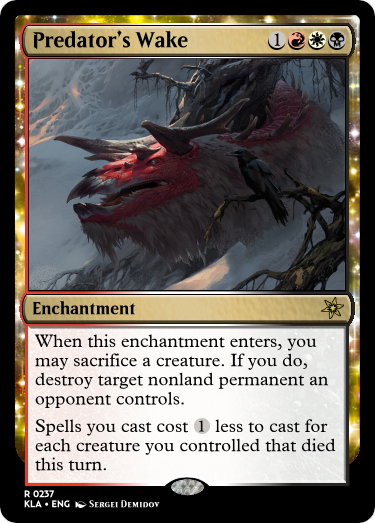 Predator's Wake 1
Enchantment
When this enchantment enters, you
may sacrifice a creature. If you do,
destroy target nonland permanent an
opponent controls.
Spells you cast cost 1 less to cast for
each creature you controlled that died
this turn.
R 0237
KLA • ENG Sergei Demidov